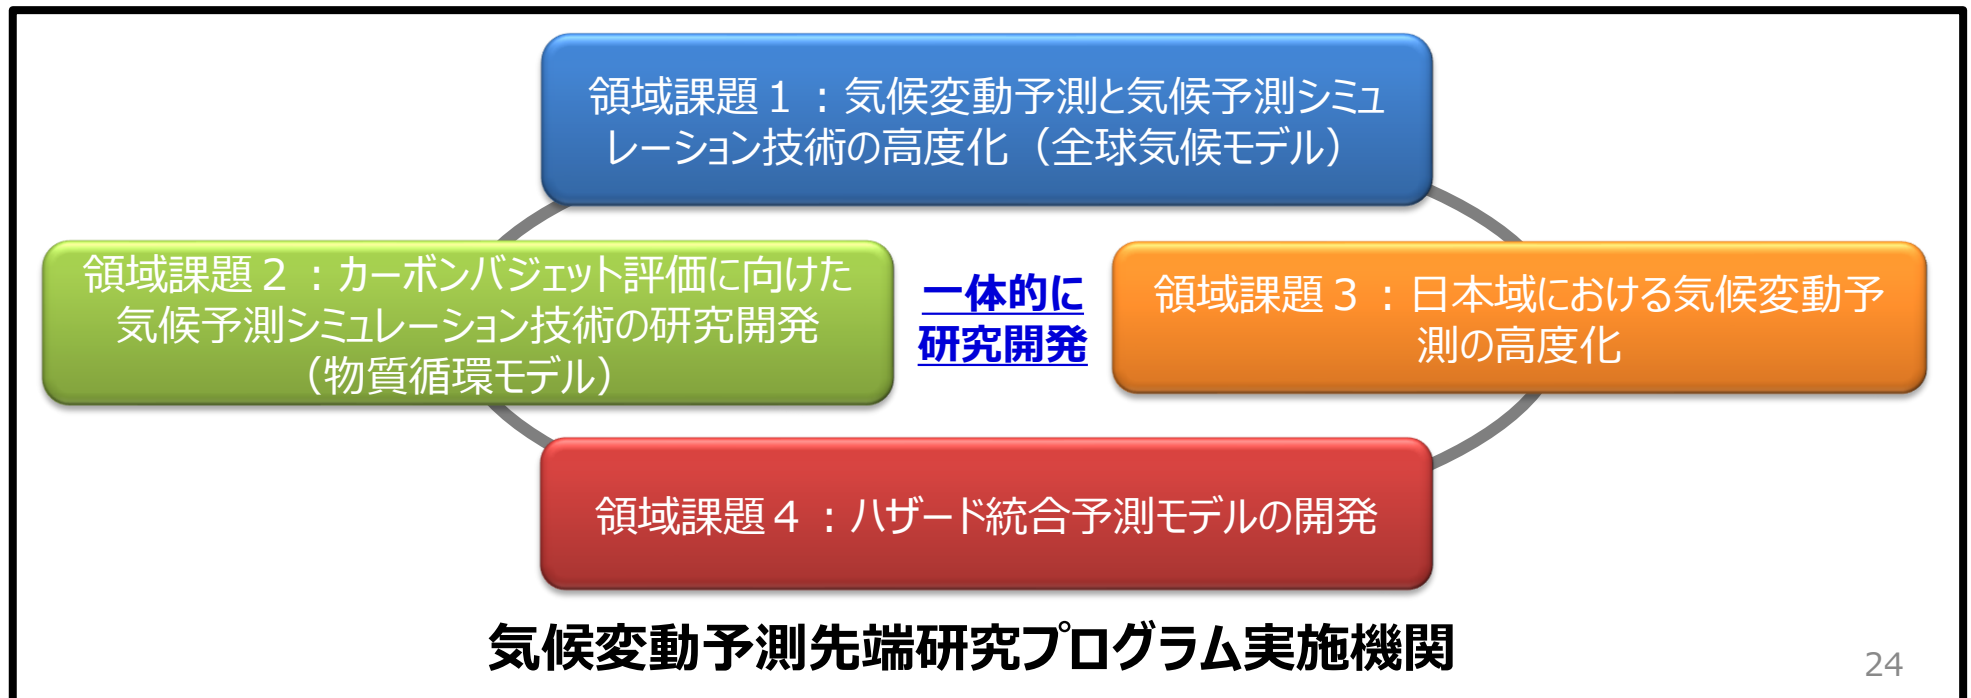 領域課題１：気候変動予測と気候予測シミュ
レーション技術の高度化（全球気候モデル）
領域課題２：カーボンバジェット評価に向けた
気候予測シミュレーション技術の研究開発
（物質循環モデル）
一体的に
研究開発
領域課題３：日本域における気候変動予
測の高度化
領域課題４：ハザード統合予測モデルの開発
気候変動予測先端研究プログラム実施機関
24